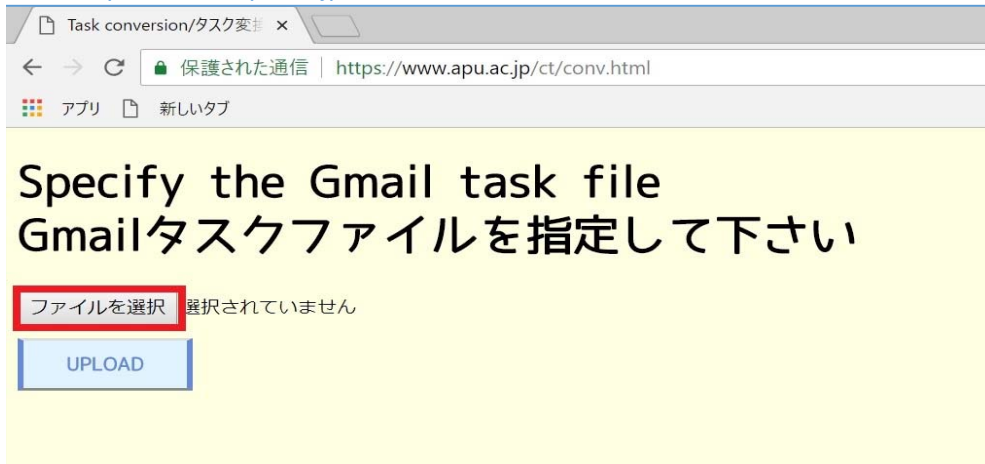 Task conversion/タスク変
保護された通信 | https://www.apu.ac.jp/ct/conv.html
アプリ 新しいタブ
Specify the Gmail task file
Gmailタスクファイルを指定して下さい
ファイルを選択 選択されていません
UPLOAD